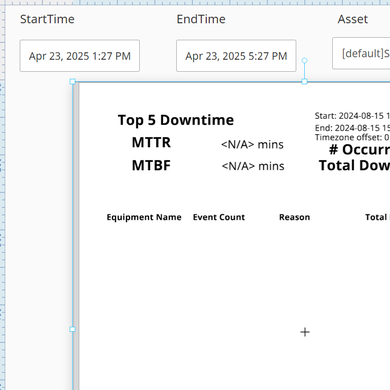 StartTime EndTime Asset
Apr 23, 2025 1:27 PM Apr 23, 2025 5:27 PM [default]S
Top 5 Downtime
Start: 2024-08-15 1
End: 2024-08-15 15
Timezone offset: 0
MTTR <N/A> mins # Occurr
MTBF <N/A> mins Total Dow
Equipment Name Event Count Reason Total